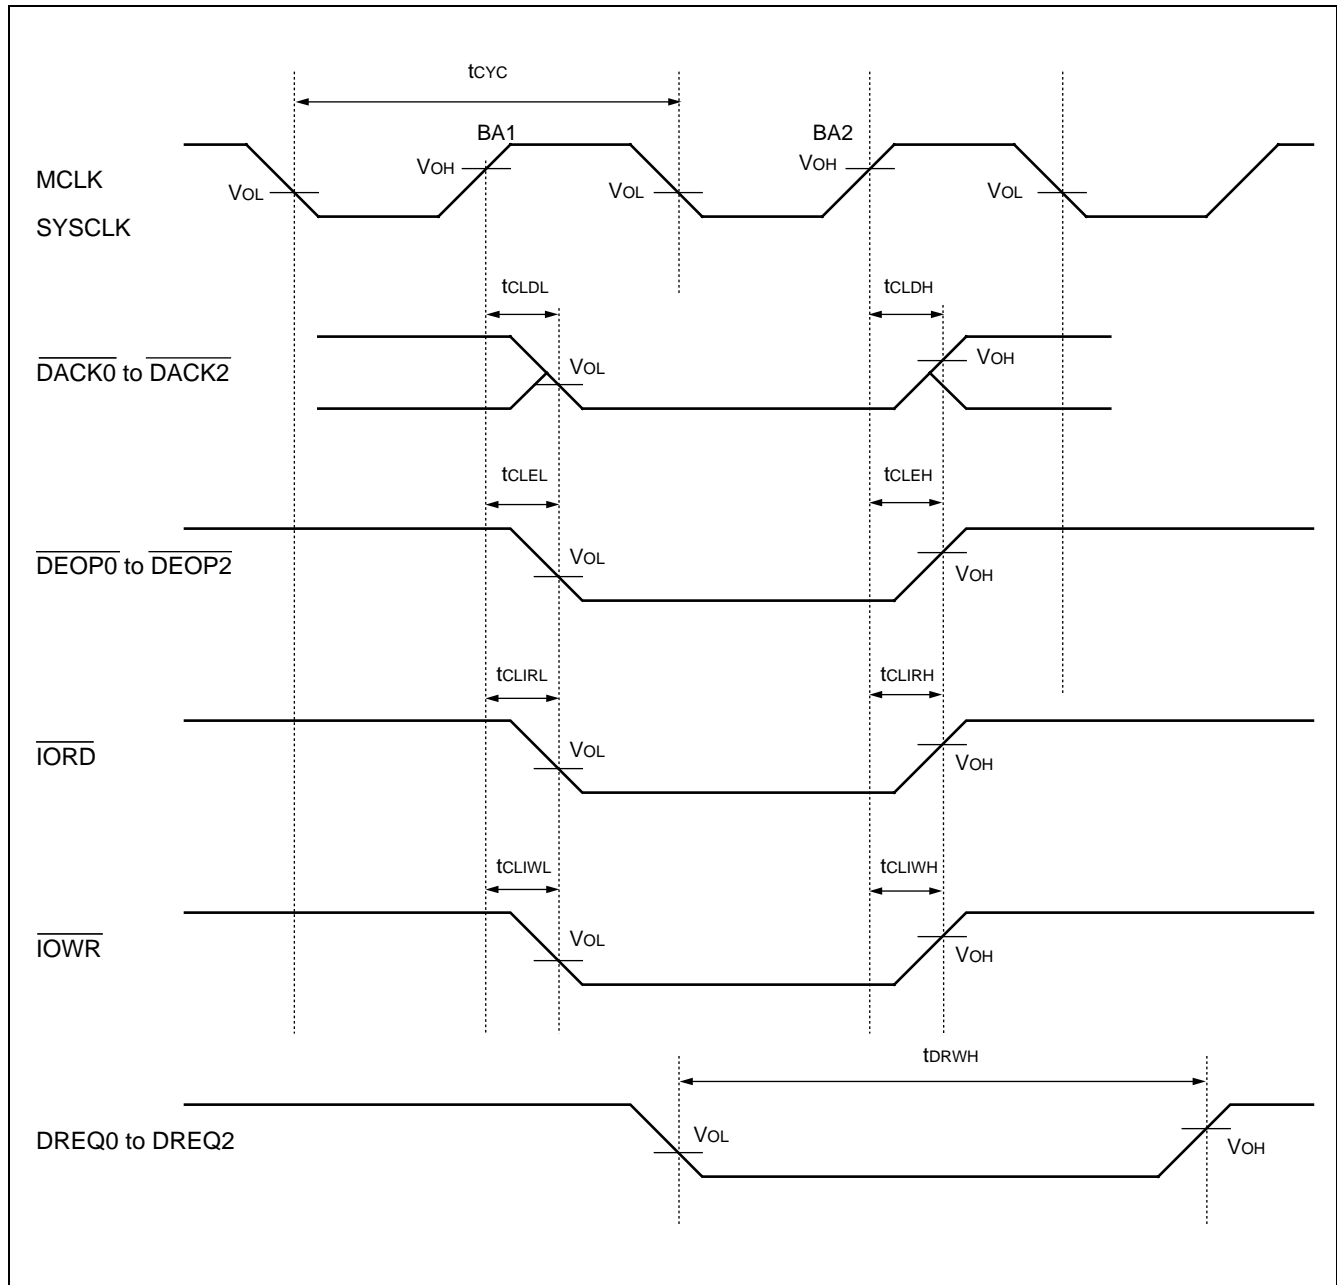 tCYC
BA1
BA2
VOH
VOH
MCLK
VOL
VOL
VOL
SYSCLK
tCLDL
tCLDH
DACK0 to DACK2
VOL
VOH
tCLEL
tCLEH
DEOP0 to DEOP2
VOL
VOH
tCLIRL
tCLIRH
IORD
VOL
VOH
tCLIWL
tCLIWH
IOWR
VOL
VOH
tDRWH
DREQ0 to DREQ2
VOL
VOH